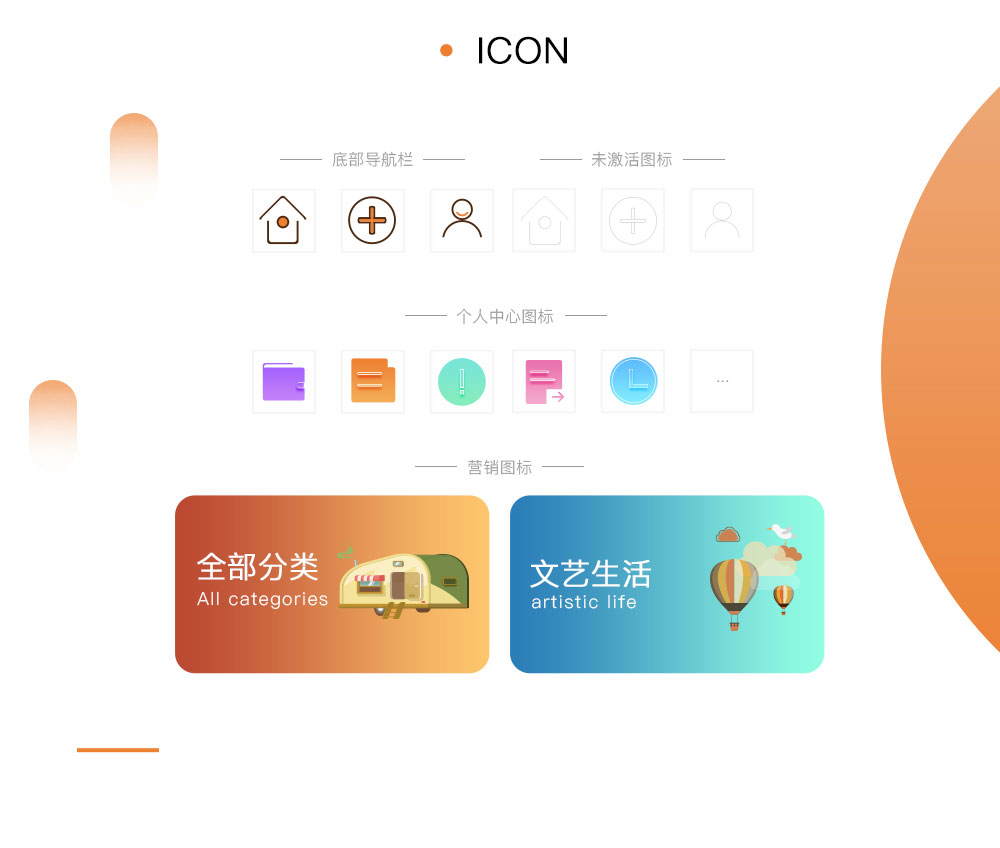 ICON
底部导航栏
未激活图标
个人中心图标
...
营销图标
全部分类
All categories
文艺生活
artistic life